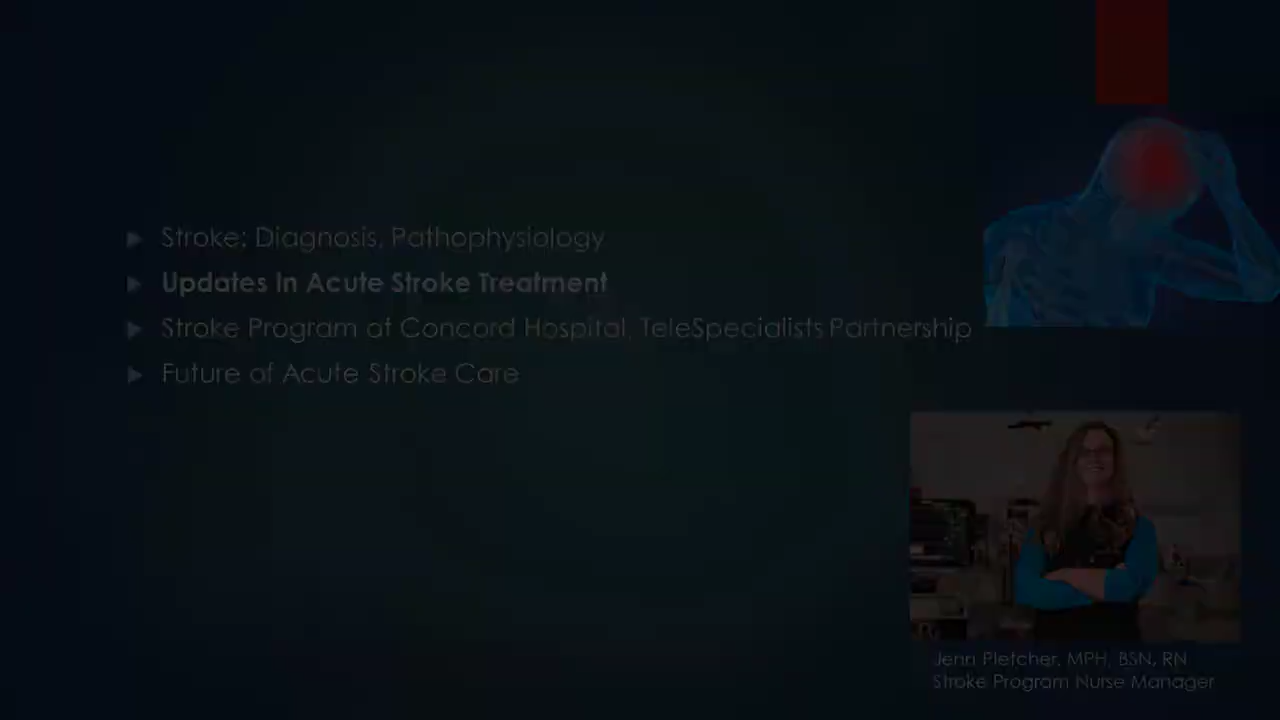 Stroke: Diagnosis, Pathophysiology
Updates in Acute Stroke Treatment
Stroke Program at Concord Hospital, TeleSpecialists Partnership
Future of Acute Stroke Care
Jenn Pletcher, MPH, BSN, RN
Stroke Program Nurse Manager